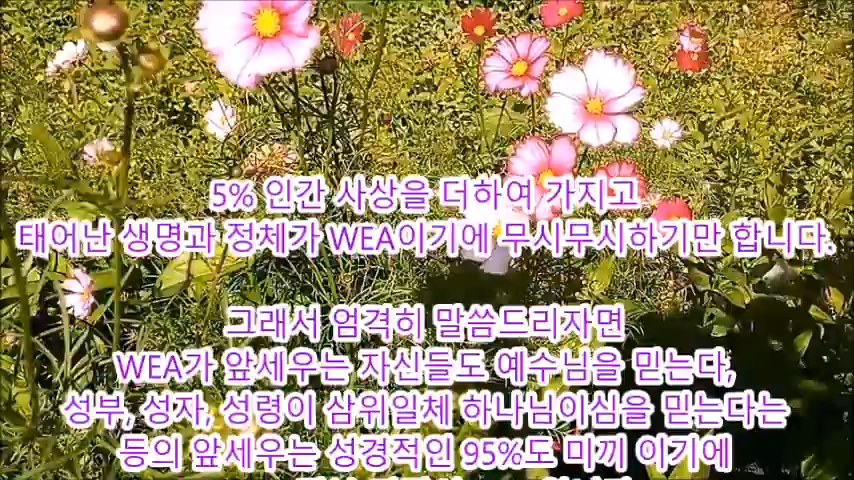 5% 인간 사상을 더하여 가지고
태어난 생명과 정체가 WEA이기에 무시무시하기만 합니다.
그래서 엄격히 말씀드리자면
WEA가 앞세우는 자신들도 예수님을 믿는다,
성부, 성자, 성령이 삼위일체 하나님이심을 믿는다는
등의 앞세우는 성경적인 95%도 미끼 이기에